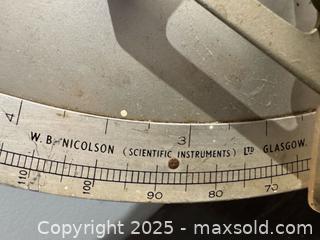 4 3
W. B. NICOLSON (SCIENTIFIC INSTRUMENTS) LTD GLASGOW.
110 100 90 80 70
Copyright © 2025 - maxsold.com